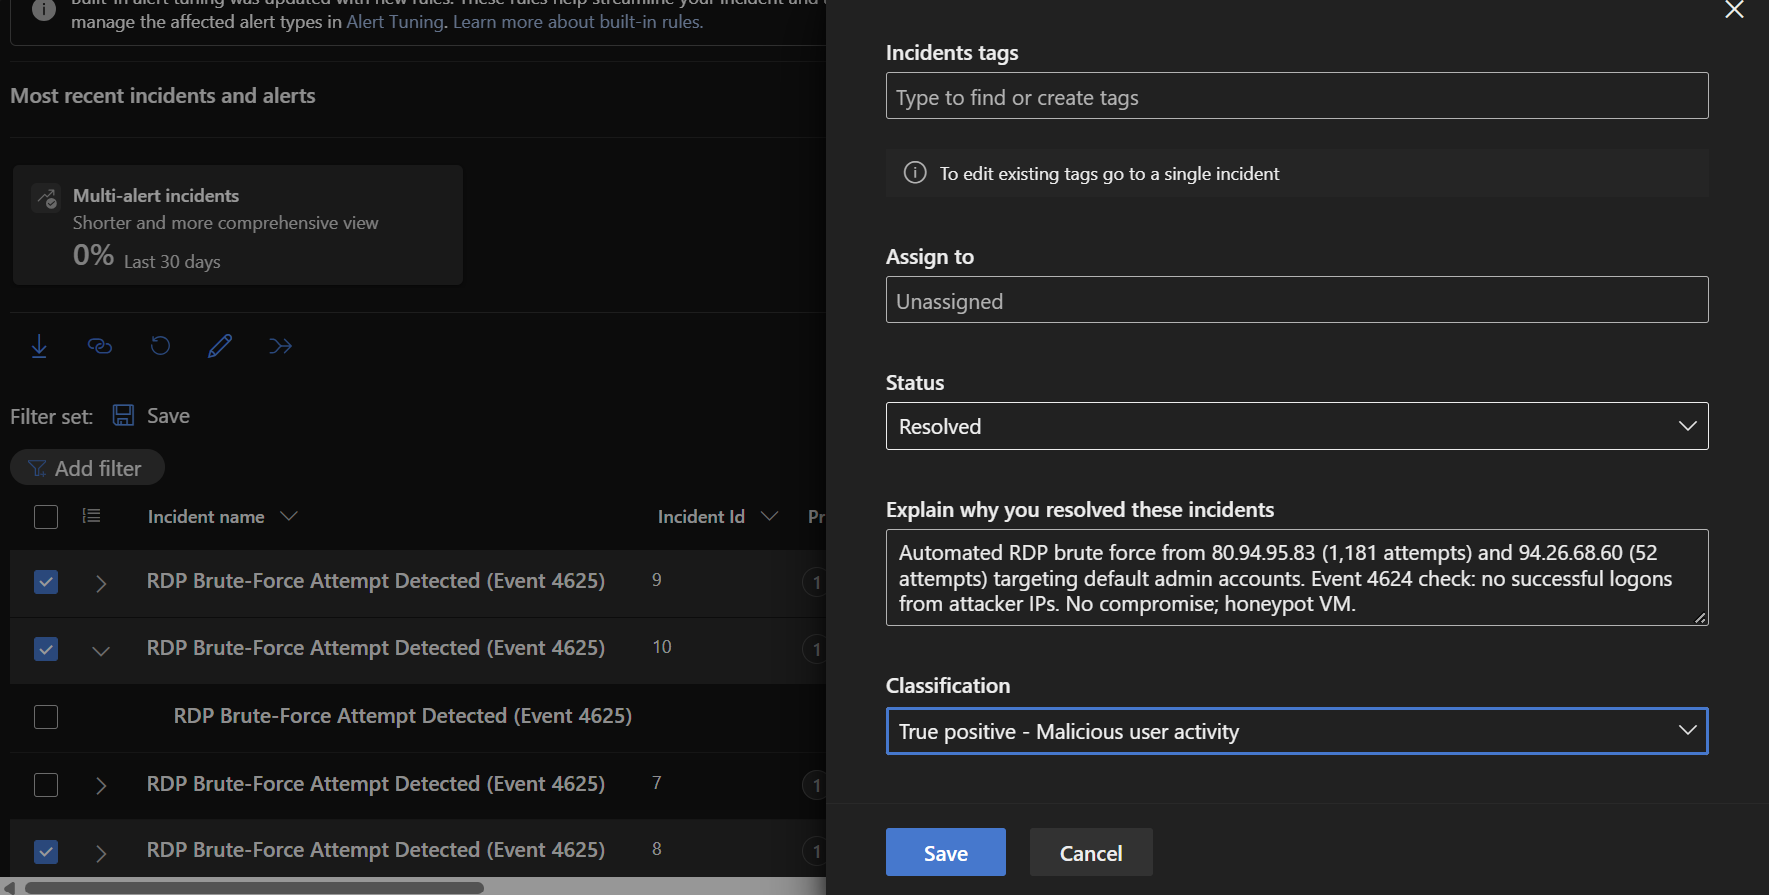 manage the affected alert types in Alert Tuning. Learn more about built-in rules.
Most recent incidents and alerts
Multi-alert incidents
Shorter and more comprehensive view
0% Last 30 days
Filter set: Save
Add filter
Incident name Incident Id Pr
RDP Brute-Force Attempt Detected (Event 4625) 9 1
RDP Brute-Force Attempt Detected (Event 4625) 10 1
RDP Brute-Force Attempt Detected (Event 4625)
RDP Brute-Force Attempt Detected (Event 4625) 7 1
RDP Brute-Force Attempt Detected (Event 4625) 8 1
Incidents tags
Type to find or create tags
To edit existing tags go to a single incident
Assign to
Unassigned
Status
Resolved
Explain why you resolved these incidents
Automated RDP brute force from 80.94.95.83 (1,181 attempts) and 94.26.68.60 (52
attempts) targeting default admin accounts. Event 4624 check: no successful logons
from attacker IPs. No compromise; honeypot VM.
Classification
True positive - Malicious user activity
Save Cancel